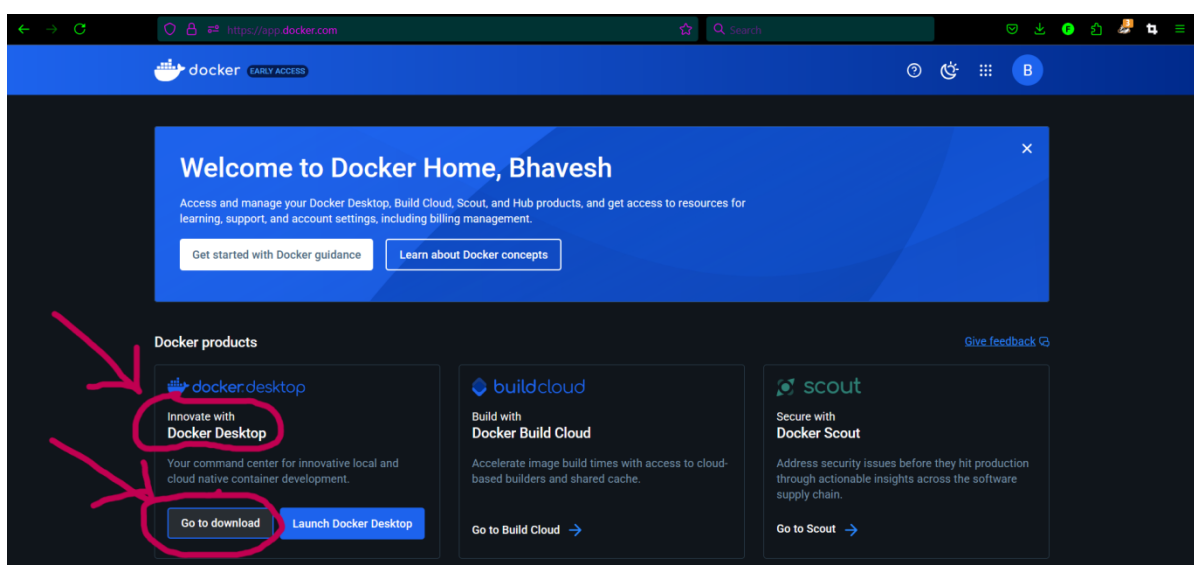 https://app.docker.com
Search
docker EARLY ACCESS
B
Welcome to Docker Home, Bhavesh
Access and manage your Docker Desktop, Build Cloud, Scout, and Hub products, and get access to resources for
learning, support, and account settings, including billing management.
Get started with Docker guidance
Learn about Docker concepts
Docker products
Give feedback
docker.desktop
Innovate with
Docker Desktop
Your command center for innovative local and
cloud native container development.
Go to download
Launch Docker Desktop
buildcloud
Build with
Docker Build Cloud
Accelerate image build times with access to cloud-
based builders and shared cache.
Go to Build Cloud
scout
Secure with
Docker Scout
Address security issues before they hit production
through actionable insights across the software
supply chain.
Go to Scout